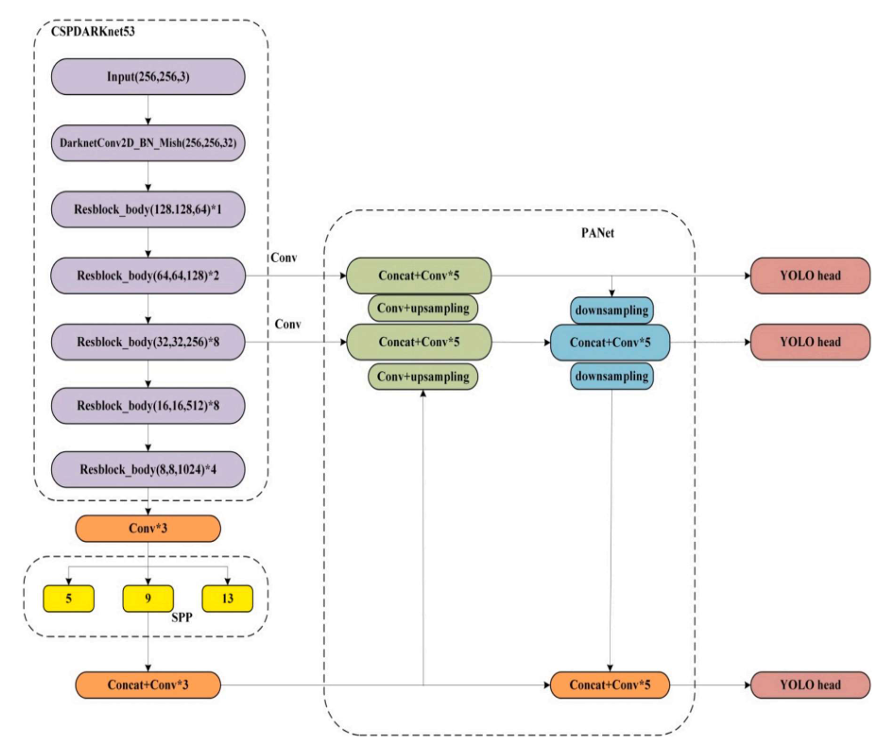 CSPDARKnet53
Input(256,256,3)
DarknetConv2D_BN_Mish(256,256,32)
Resblock_body(128.128,64)*1
Resblock_body(64,64,128)*2
Resblock_body(32,32,256)*8
Resblock_body(16,16,512)*8
Resblock_body(8,8,1024)*4
Conv*3
5
9
13
SPP
Concat+Conv*3
Conv
Conv
PANet
Concat+Conv*5
Conv+upsampling
Concat+Conv*5
Conv+upsampling
downsampling
Concat+Conv*5
downsampling
Concat+Conv*5
YOLO head
YOLO head
YOLO head